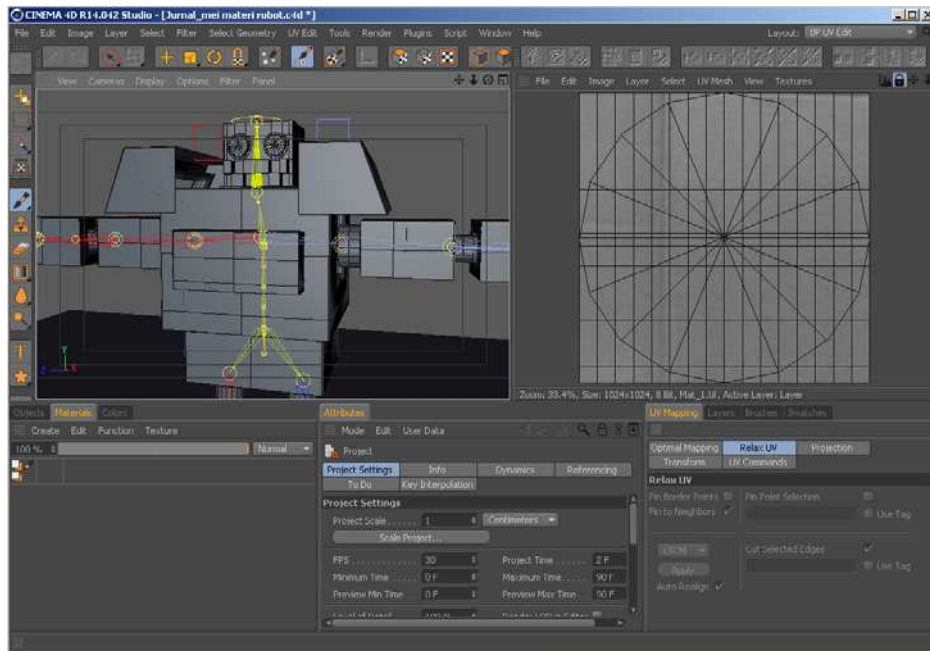 CINEMA 4D R14.042 Studio - [Jurnal_mei materi robot.c4d *]
File Edit Image Layer Select Filter Select Geometry UV Edit Tools Render Plugins Script Window Help Layout: BP UV Edit
View Cameras Display Options Filter Panel
File Edit Image Layer Select UV Mesh View Textures
Y
Z X
Zoom: 33.4%, Size: 1024x1024, 8 Bit, Mat_1.tif, Active Layer: Layer
Objects Materials Colors
Attributes
UV Mapping Layers Brushes Swatches
Create Edit Function Texture
Mode Edit User Data
100 % Normal
Project
Optimal Mapping Relax UV Projection
Transform UV Commands
Project Settings Info Dynamics Referencing
To Do Key Interpolation
Relax UV
Project Settings
Pin Border Points Pin Point Selection
Pin to Neighbors Use Tag
Project Scale 1 Centimeters
Scale Project...
LSCM Cut Selected Edges
Apply Use Tag
Auto Realign
FPS 30 Project Time 2 F
Minimum Time 0 F Maximum Time 90 F
Preview Min Time 0 F Preview Max Time 90 F